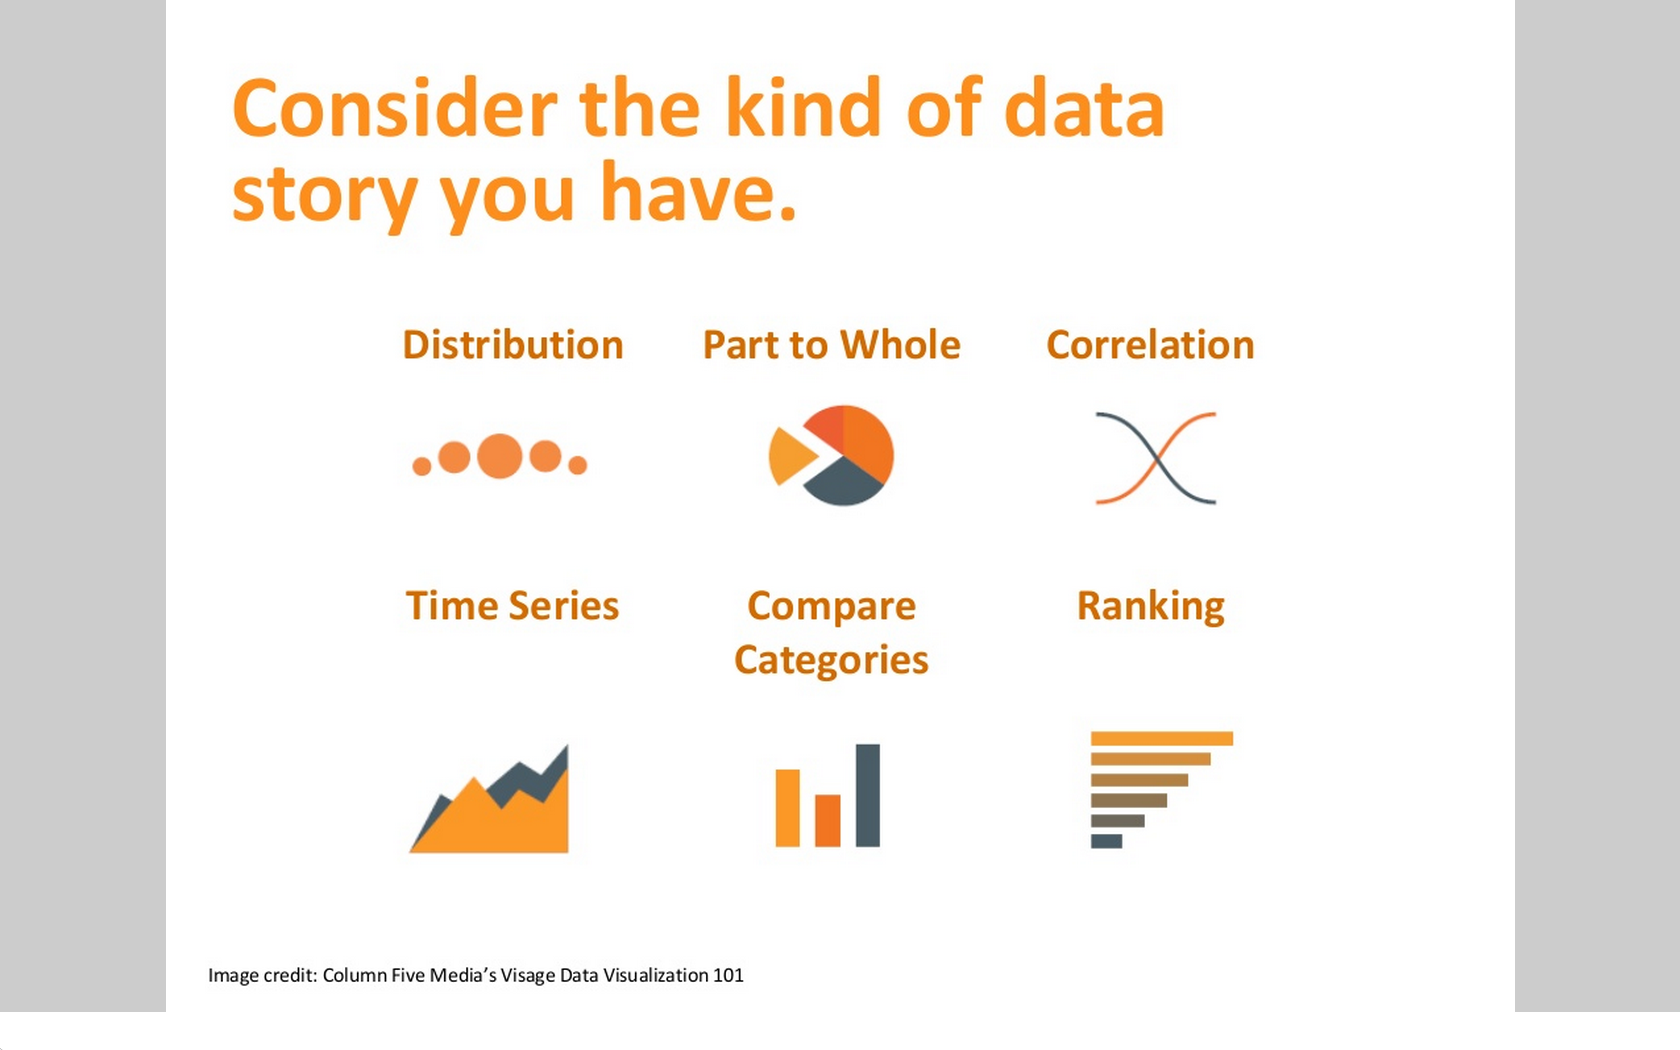 Consider the kind of data
story you have.
Distribution
Part to Whole
Correlation
Time Series
Compare
Categories
Ranking
Image credit: Column Five Media’s Visage Data Visualization 101